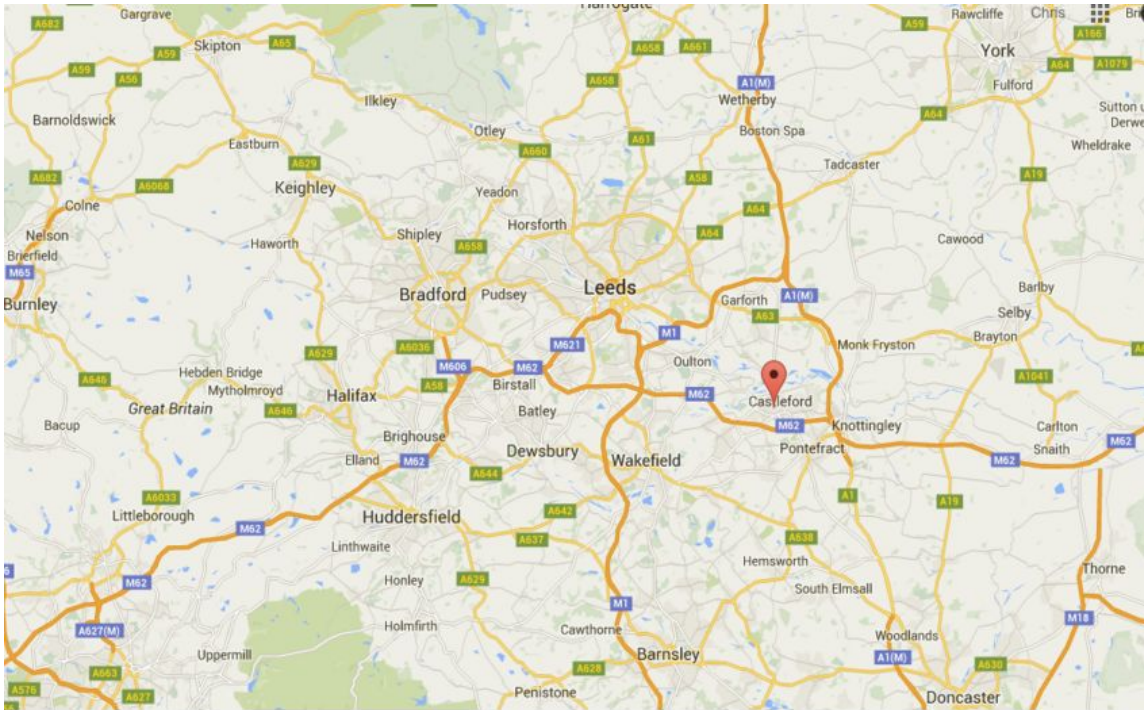 Gargrave
Harrogate
Rawcliffe
Chris
A682
A59
Skipton
A65
A658
A661
A59
York
A166
A59
A56
A64
A1079
A658
A1(M)
Fulford
Ilkley
Wetherby
Barnoldswick
A64
Otley
A61
Boston Spa
Eastburn
A660
Wheldrake
A629
Tadcaster
A682
A6068
Keighley
Yeadon
A58
A19
Colne
A64
Nelson
Haworth
Shipley
A658
Horsforth
A64
Cawood
Brierfield
M65
Leeds
Barlby
Burnley
Bradford
Pudsey
Garforth
A1(M)
A63
Selby
M1
Brayton
A629
A6036
M621
Monk Fryston
Hebden Bridge
M606
M62
Oulton
A646
Mytholmroyd
A58
Birstall
A1041
Halifax
M62
Castleford
Great Britain
A646
Batley
Bacup
M62
Knottingley
Carlton
Brighouse
Dewsbury
Pontefract
Snaith
M62
Elland
M62
Wakefield
M62
A644
A6033
A1
A19
Littleborough
Huddersfield
A642
M62
A637
A638
Linthwaite
Hemsworth
Thorne
M62
Honley
A629
South Elmsall
M1
M18
Holmfirth
A627(M)
Cawthorne
Woodlands
Uppermill
Barnsley
A1(M)
A663
A628
A630
A576
A627
Penistone
Doncaster